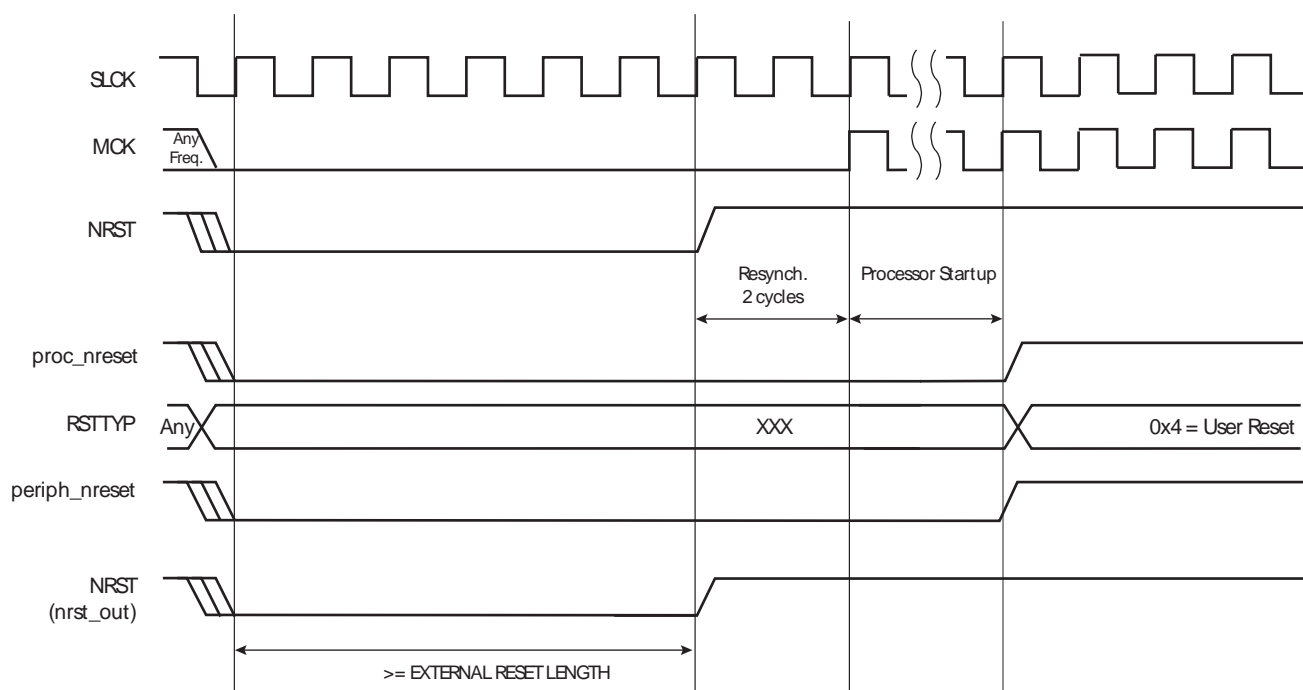 SLCK
MCK
Any
Freq.
NRST
Resynch.
2 cycles
Processor Startup
proc_nreset
RSTTYP
Any
XXX
0x4 = User Reset
periph_nreset
NRST
(nrst_out)
>= EXTERNAL RESET LENGTH